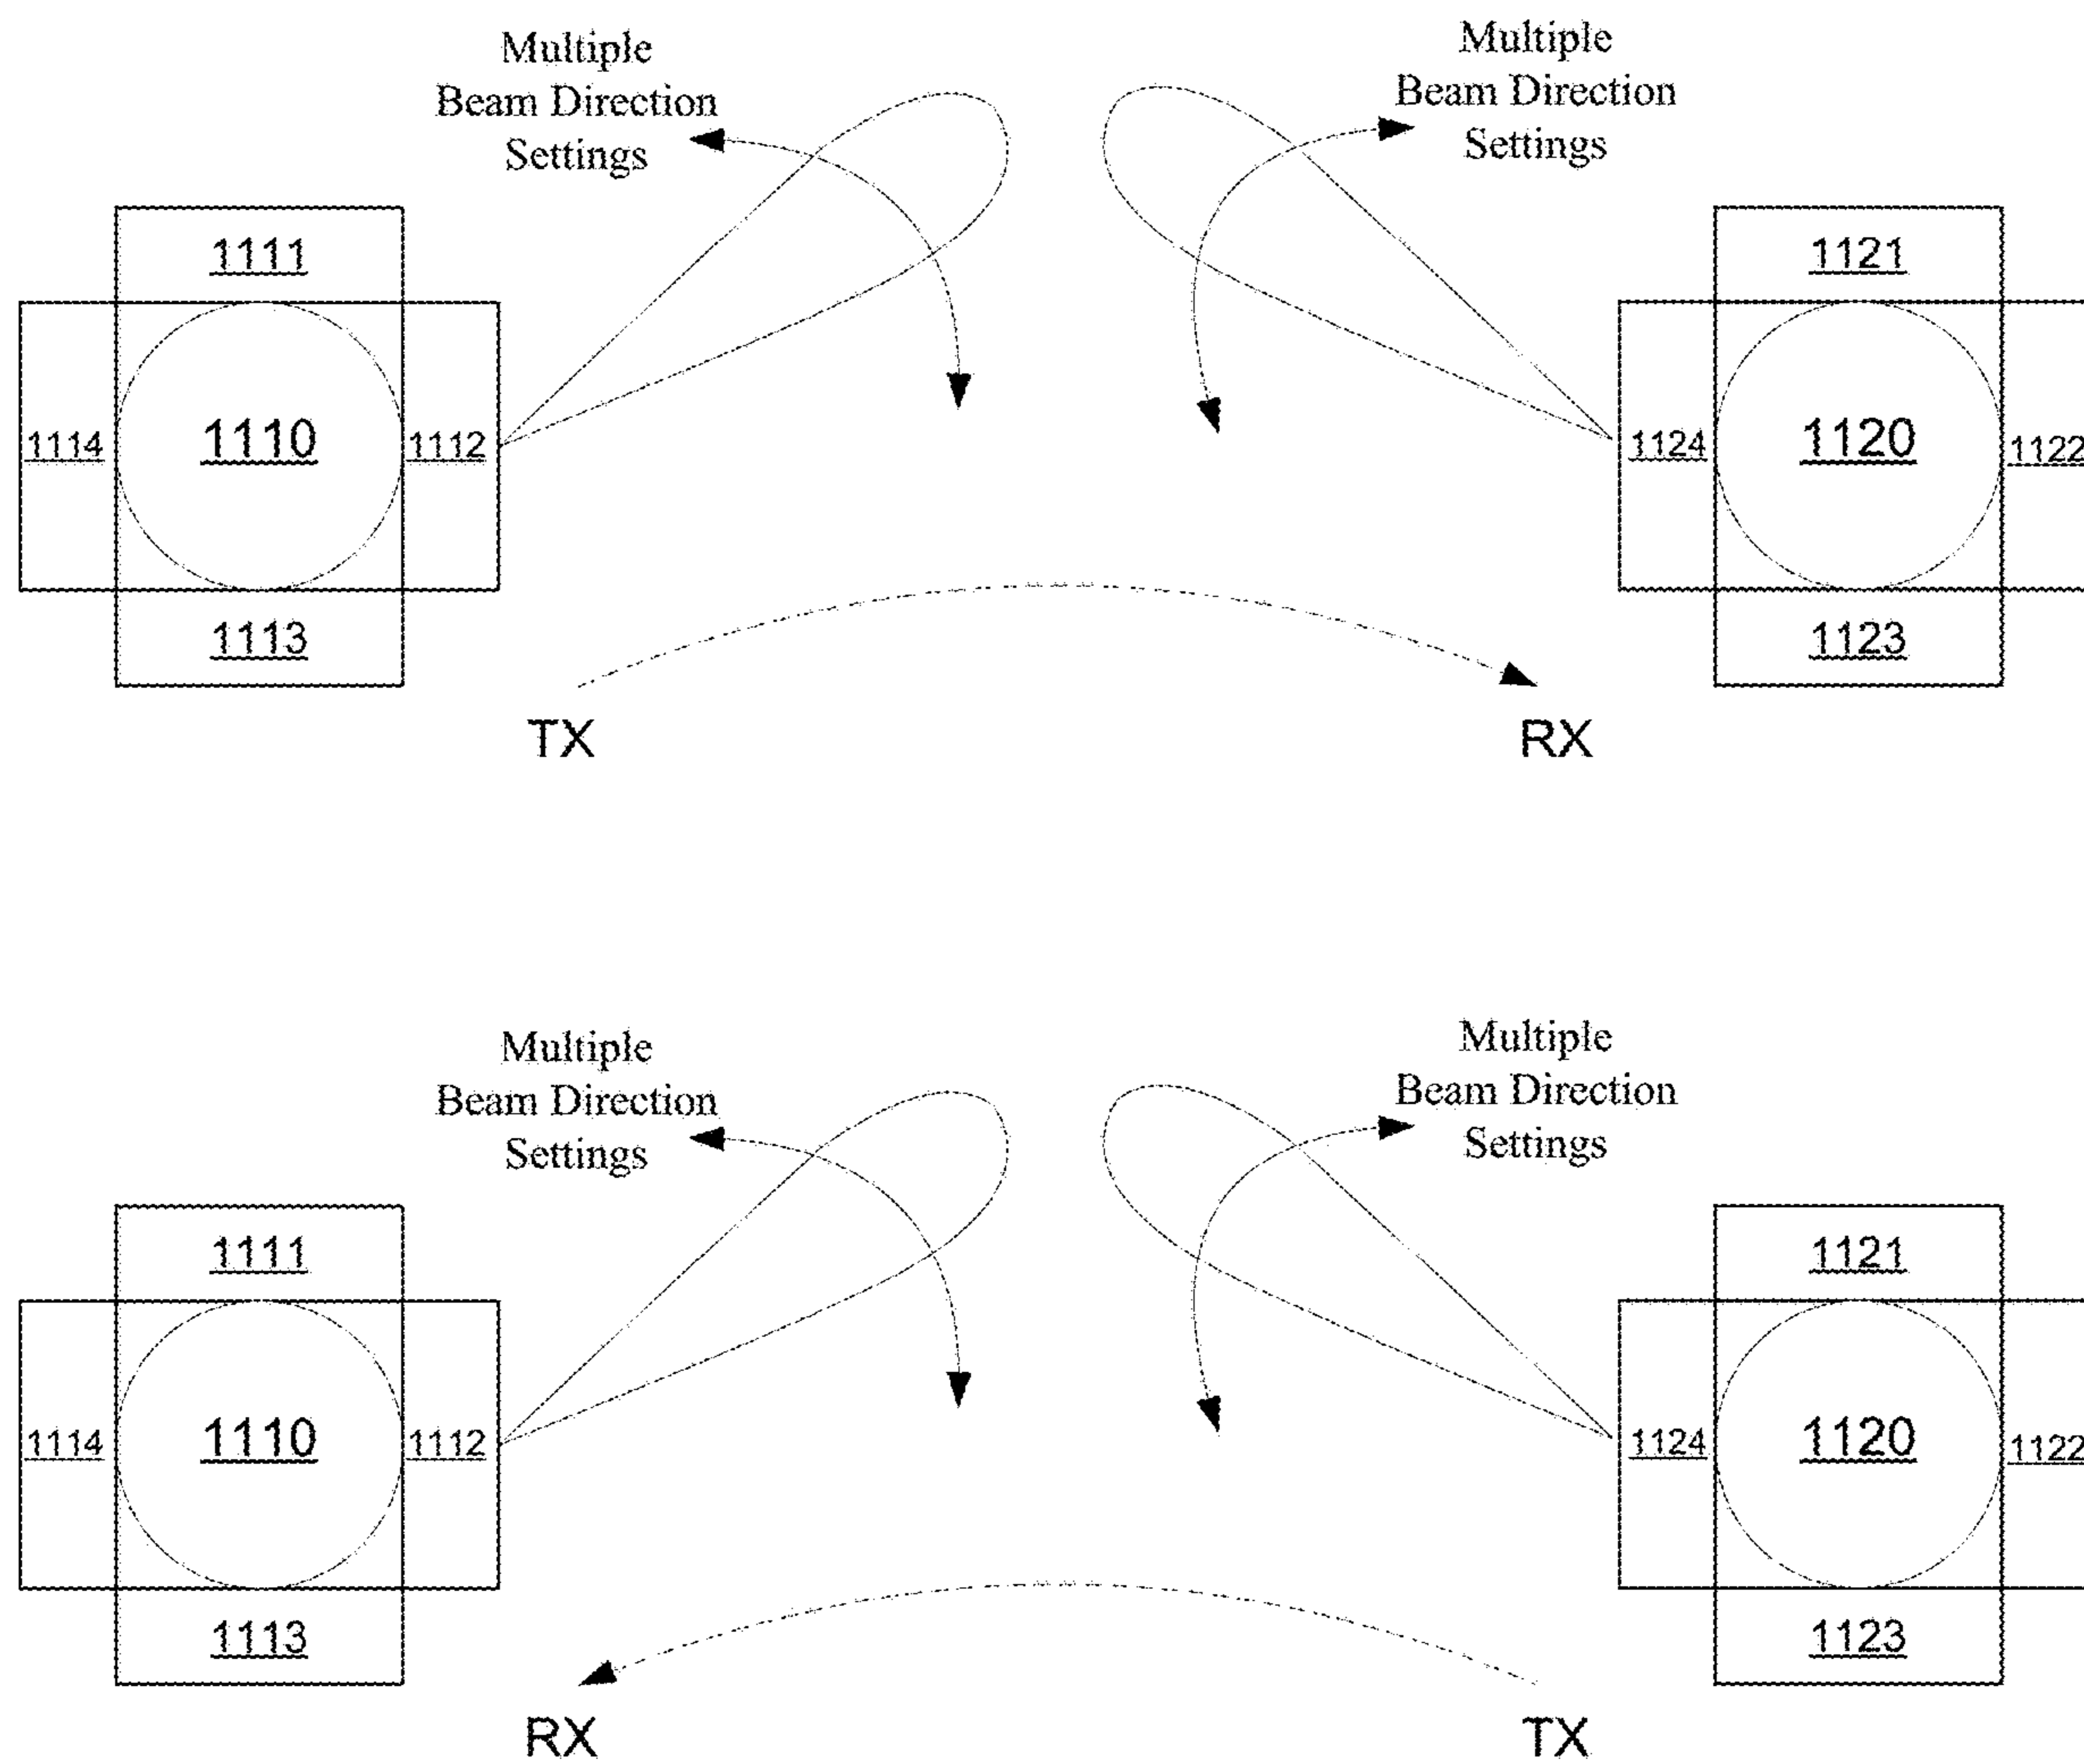 Multiple
Beam Direction
Settings
Multiple
Beam Direction
Settings
1111
1114
1110
1112
1113
1121
1124
1120
1122
1123
TX
RX
Multiple
Beam Direction
Settings
Multiple
Beam Direction
Settings
1111
1114
1110
1112
1113
1121
1124
1120
1122
1123
RX
TX